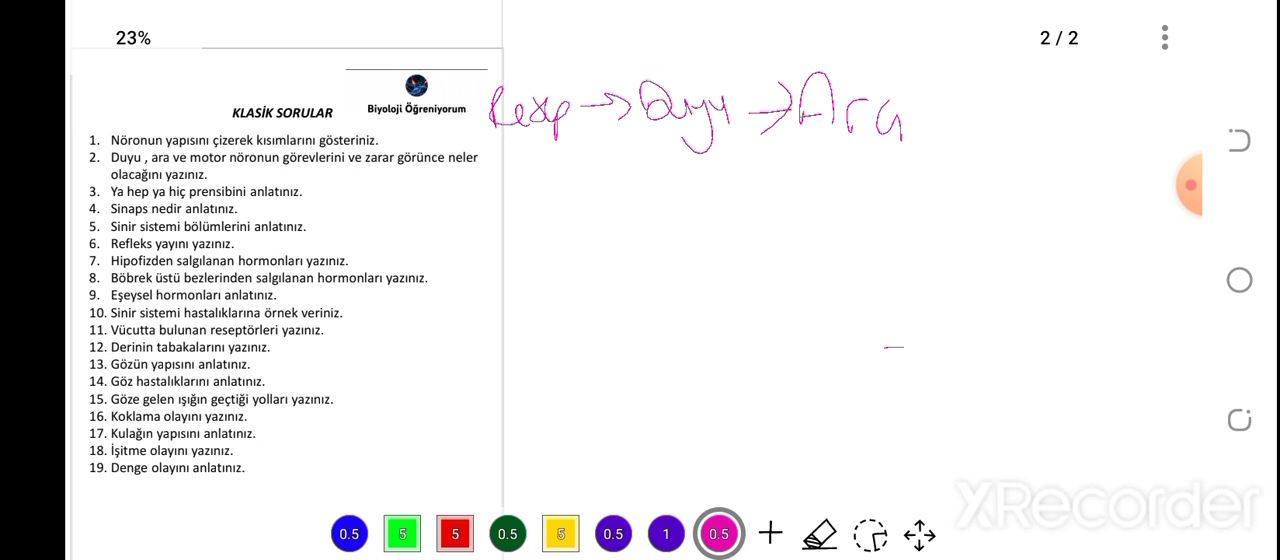 23%
2 / 2
KLASİK SORULAR
Biyoloji Öğreniyorum
Resep → Duyu → Ara
1. Nöronun yapısını çizerek kısımlarını gösteriniz.
2. Duyu , ara ve motor nöronun görevlerini ve zarar görünce neler
olacağını yazınız.
3. Ya hep ya hiç prensibini anlatınız.
4. Sinaps nedir anlatınız.
5. Sinir sistemi bölümlerini anlatınız.
6. Refleks yayını yazınız.
7. Hipofizden salgılanan hormonları yazınız.
8. Böbrek üstü bezlerinden salgılanan hormonları yazınız.
9. Eşeysel hormonları anlatınız.
10. Sinir sistemi hastalıklarına örnek veriniz.
11. Vücutta bulunan reseptörleri yazınız.
12. Derinin tabakalarını yazınız.
13. Gözün yapısını anlatınız.
14. Göz hastalıklarını anlatınız.
15. Göze gelen ışığın geçtiği yolları yazınız.
16. Koklama olayını yazınız.
17. Kulağın yapısını anlatınız.
18. İşitme olayını yazınız.
19. Denge olayını anlatınız.
XRecorder
0.5 5 5 0.5 5 0.5 1 0.5